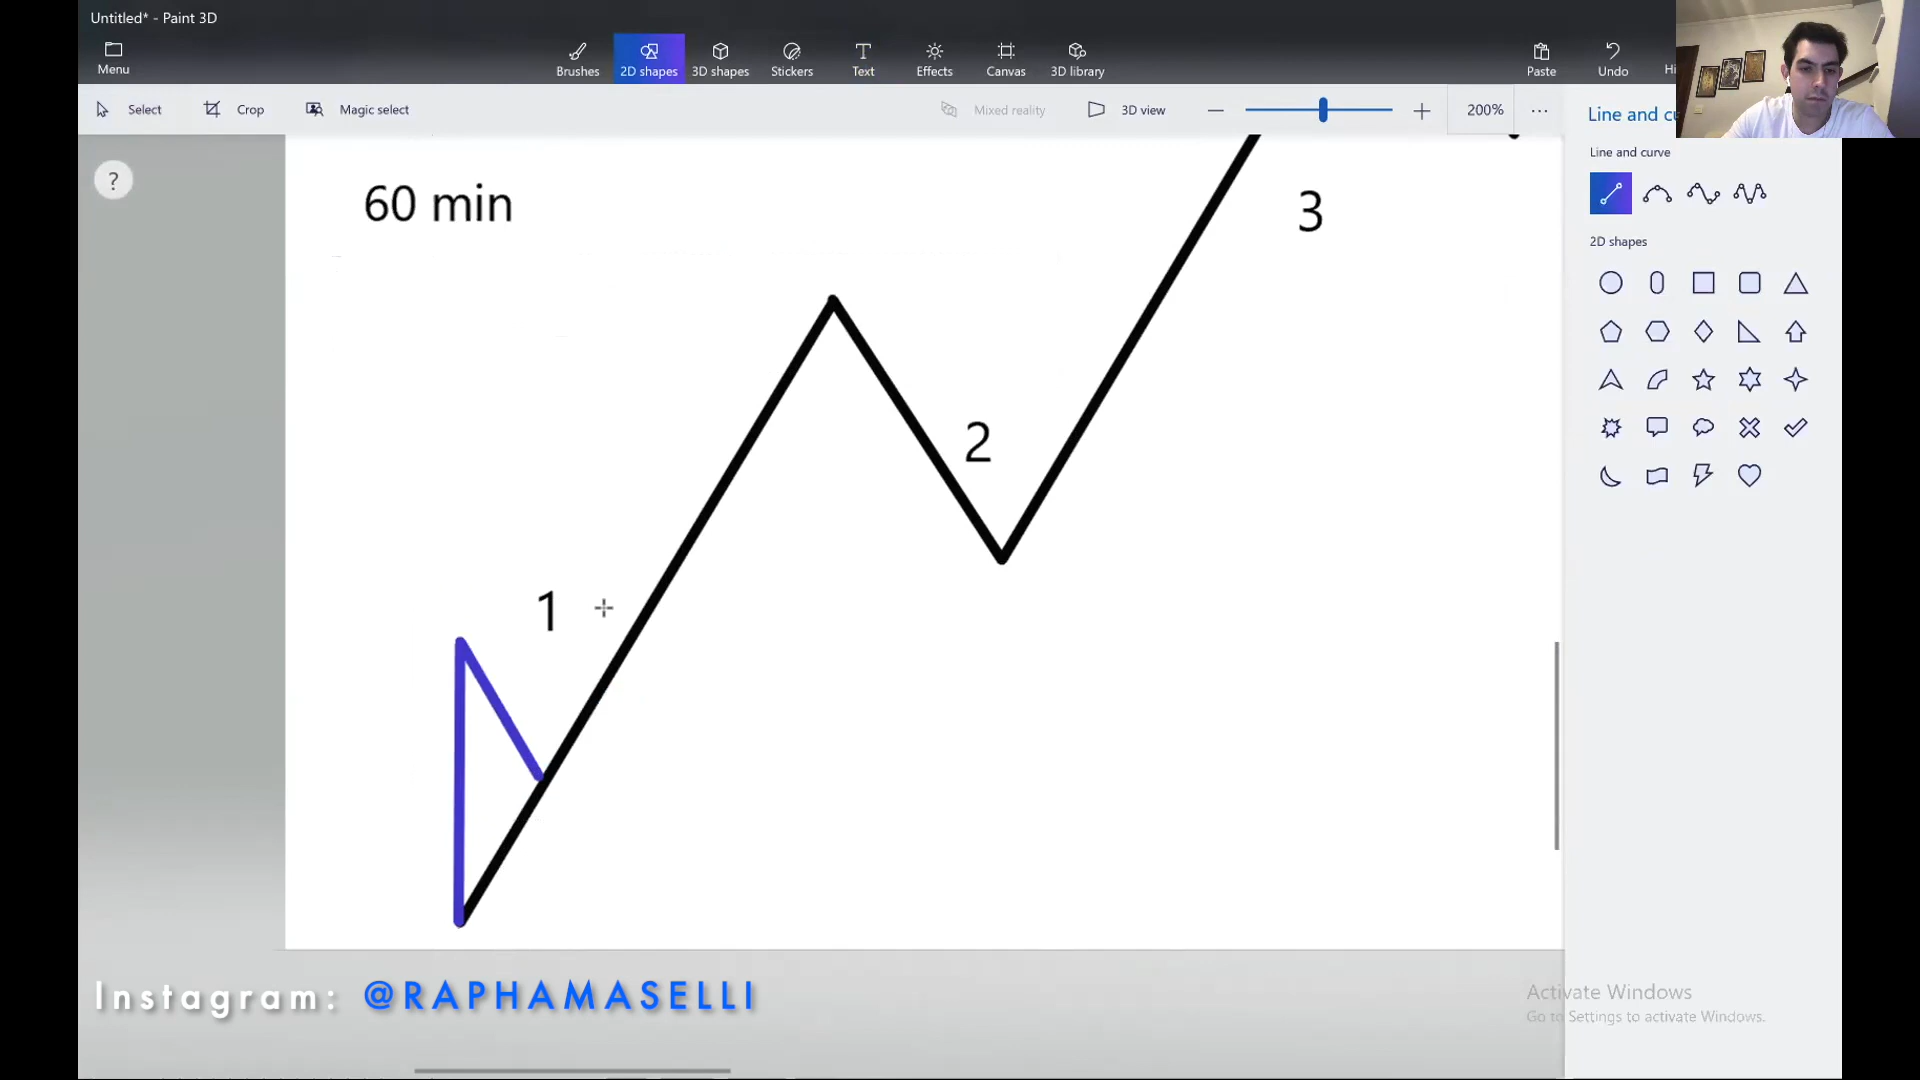 Untitled* - Paint 3D
Menu
Brushes
2D shapes
3D shapes
Stickers
Text
Effects
Canvas
3D library
Paste
Undo
Select
Crop
Magic select
Mixed reality
3D view
200%
Line and
Line and curve
2D shapes
?
60 min
3
2
1
Instagram: @RAPHAMASELLI
Activate Windows
Go to Settings to activate Windows.